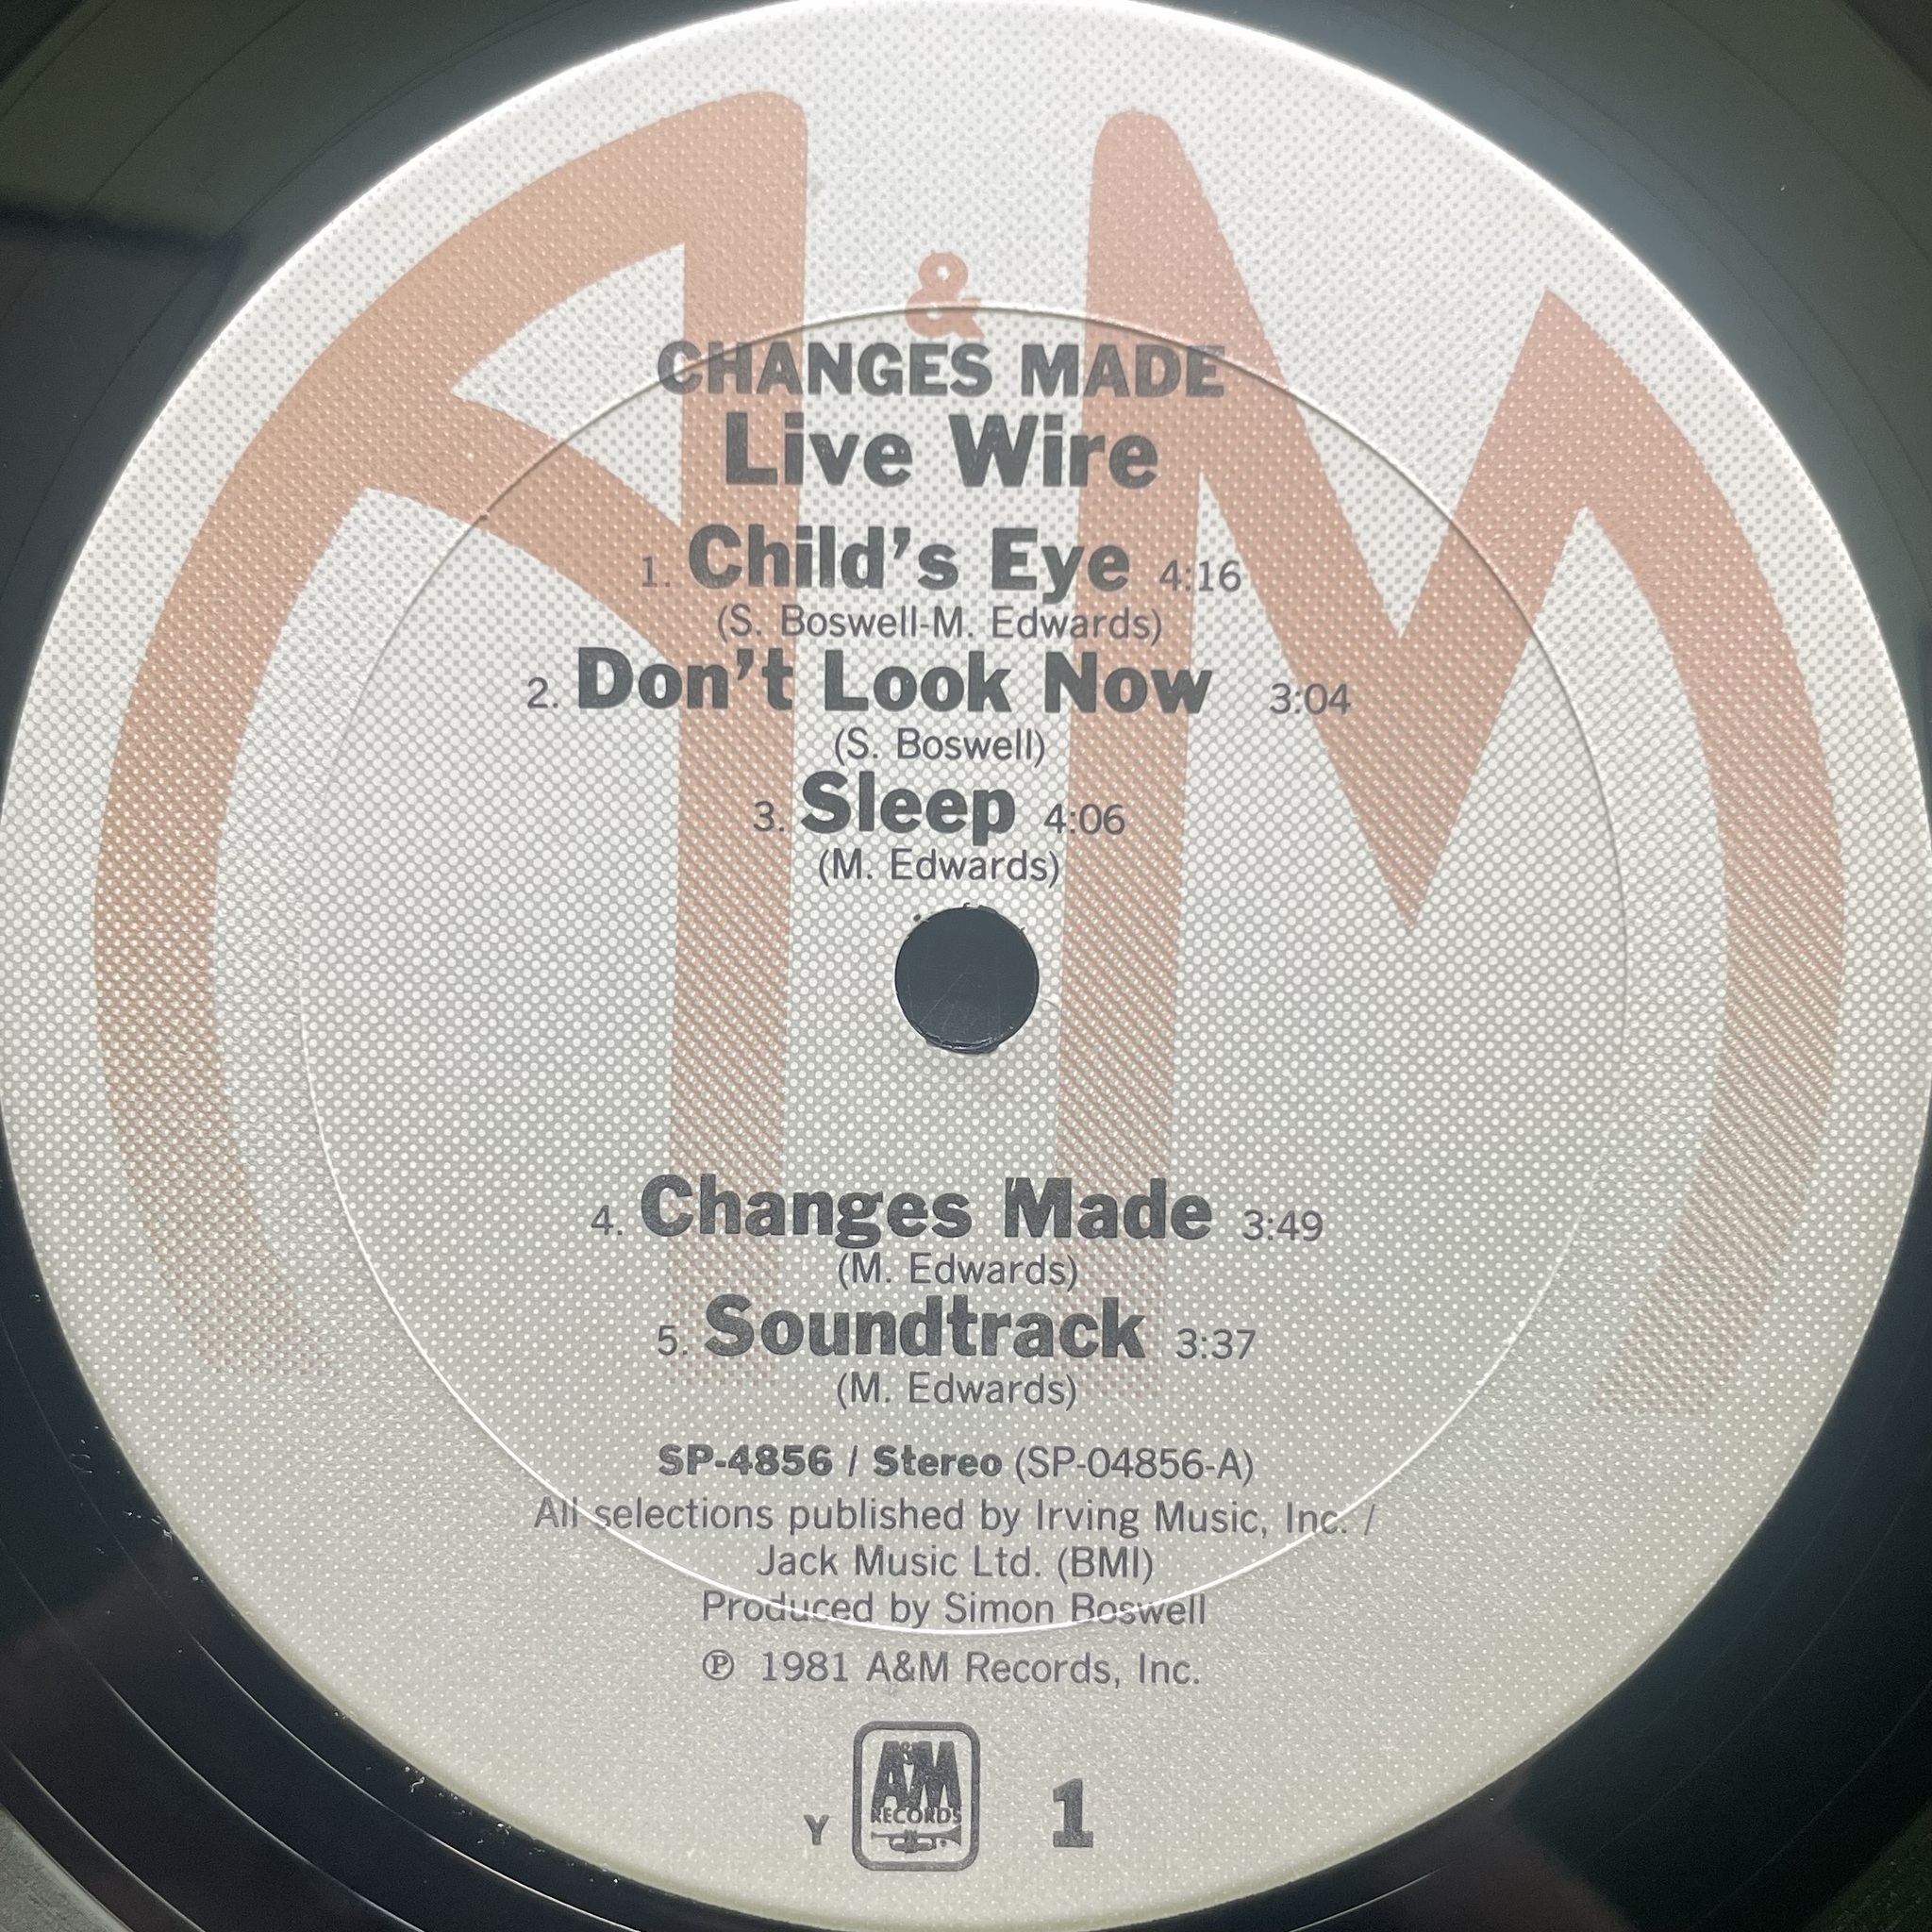 A & M
CHANGES MADE
Live Wire
1. Child's Eye 4:16
(S. Boswell-M. Edwards)
2. Don't Look Now 3:04
(S. Boswell)
3. Sleep 4:06
(M. Edwards)
4. Changes Made 3:49
(M. Edwards)
5. Soundtrack 3:37
(M. Edwards)
SP-4856 / Stereo (SP-04856-A)
All selections published by Irving Music, Inc. /
Jack Music Ltd. (BMI)
Produced by Simon Boswell
℗ 1981 A&M Records, Inc.
A&M
RECORDS
Y 1